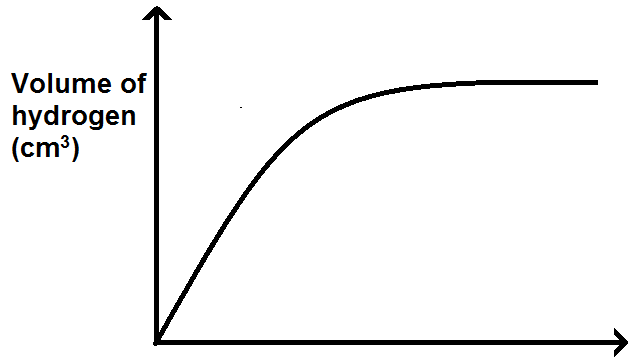 Volume of
hydrogen
(cm³)